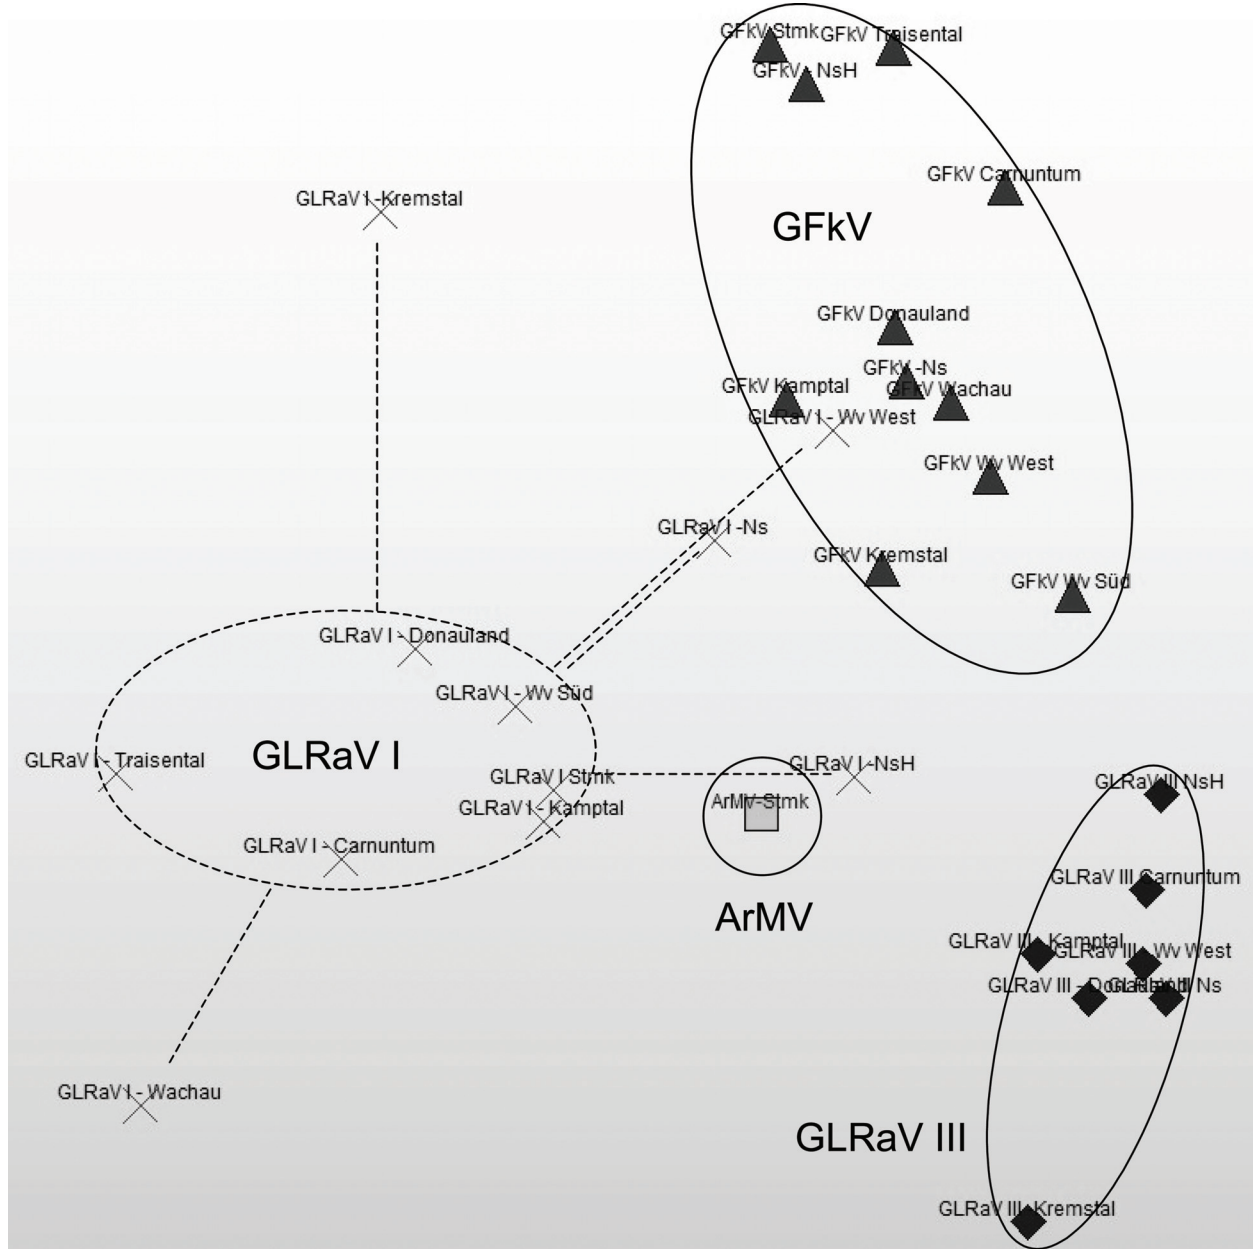 GFkV Stmk
GFkV Traisental
GFkV - NsH
GFkV Carnuntum
GLRaV I -Kremstal
GFkV
GFkV Donauland
GFkV -Ns
GFkV Kamptal
GFkV Wachau
GLRaV I - Wv West
GFkV Wv West
GLRaV I -Ns
GFkV Kremstal
GFkV Wv Süd
GLRaV I - Donauland
GLRaV I - Wv Süd
GLRaV I
GLRaV I - Traisental
GLRaV I Stmk
GLRaV I -NsH
GLRaV III NsH
ArMV-Stmk
GLRaV I - Kamptal
GLRaV I - Carnuntum
GLRaV III Carnuntum
ArMV
GLRaV III - Kamptal
GLRaV III - Wv West
GLRaV III - Donauland
GLRaV III Ns
GLRaV I - Wachau
GLRaV III
GLRaV III- Kremstal